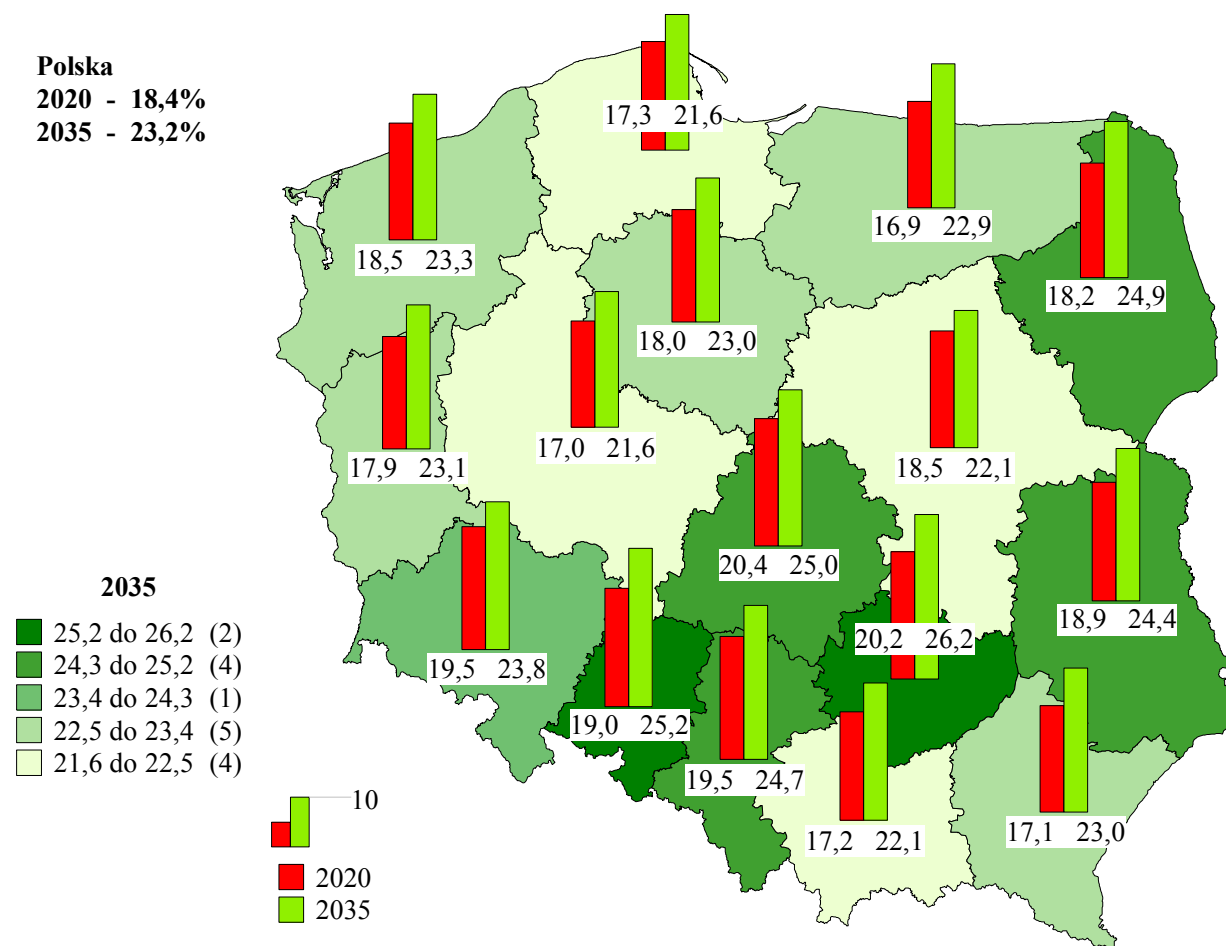 Polska
2020 - 18,4%
2035 - 23,2%
17,3 21,6
16,9 22,9
18,5 23,3
18,2 24,9
18,0 23,0
17,0 21,6
18,5 22,1
17,9 23,1
20,4 25,0
18,9 24,4
20,2 26,2
19,5 23,8
19,0 25,2
19,5 24,7
17,2 22,1
17,1 23,0
2035
25,2 do 26,2 (2)
24,3 do 25,2 (4)
23,4 do 24,3 (1)
22,5 do 23,4 (5)
21,6 do 22,5 (4)
10
2020
2035